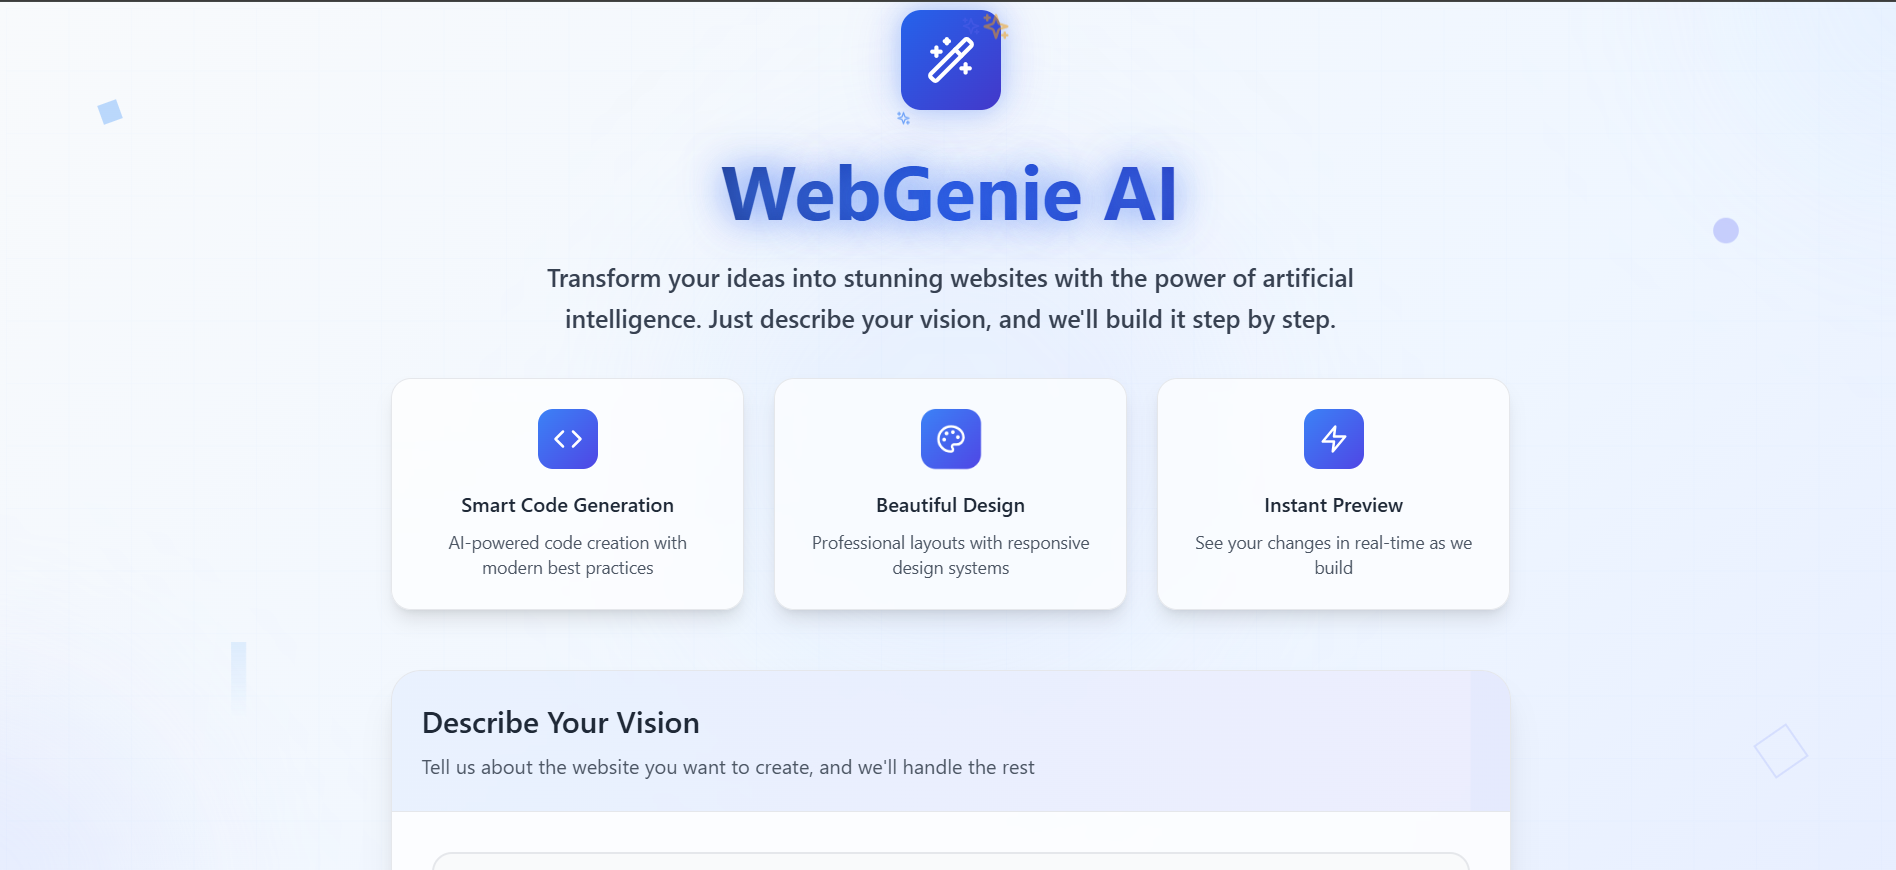 WebGenie AI
Transform your ideas into stunning websites with the power of artificial
intelligence. Just describe your vision, and we'll build it step by step.
Smart Code Generation
AI-powered code creation with
modern best practices
Beautiful Design
Professional layouts with responsive
design systems
Instant Preview
See your changes in real-time as we
build
Describe Your Vision
Tell us about the website you want to create, and we'll handle the rest